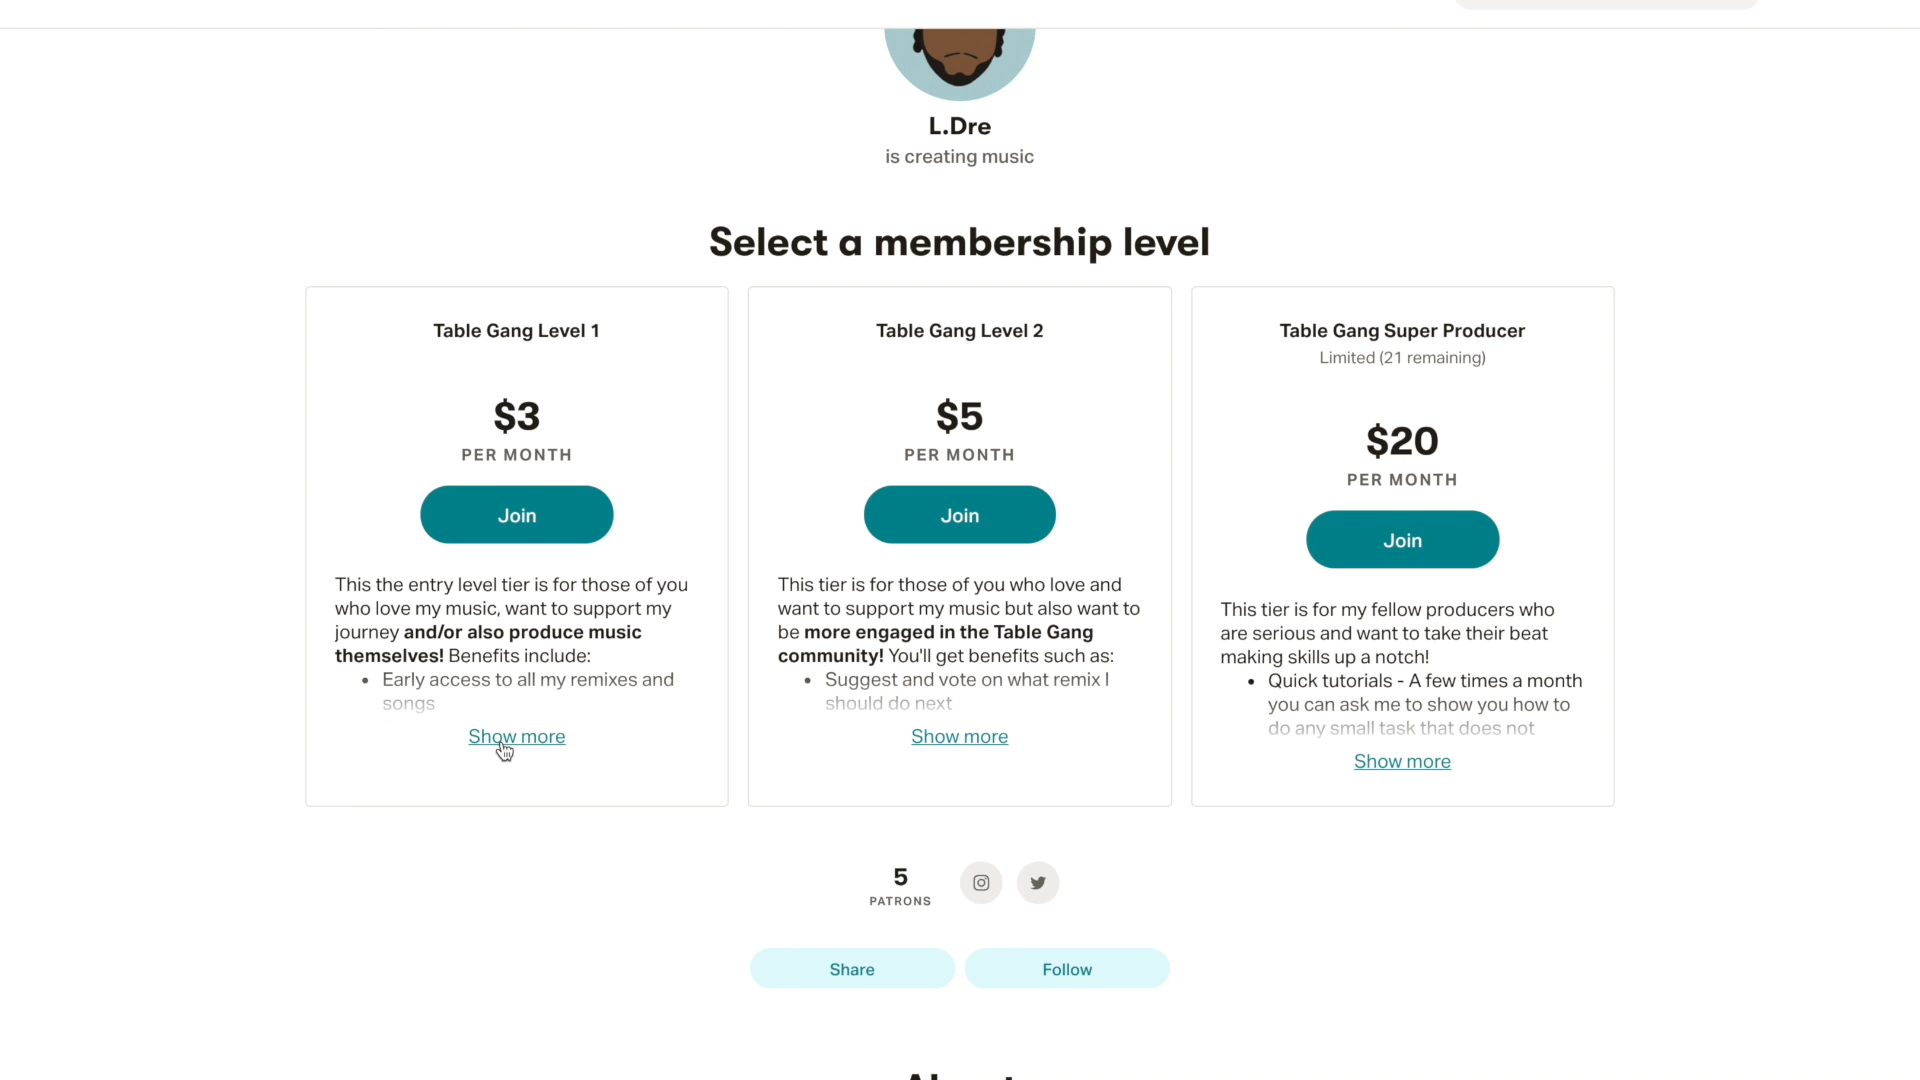 L.Dre
is creating music
Select a membership level
Table Gang Level 1
$3
PER MONTH
Join
This the entry level tier is for those of you
who love my music, want to support my
journey and/or also produce music
themselves! Benefits include:
• Early access to all my remixes and
songs
Show more
Table Gang Level 2
$5
PER MONTH
Join
This tier is for those of you who love and
want to support my music but also want to
be more engaged in the Table Gang
community! You'll get benefits such as:
• Suggest and vote on what remix I
should do next
Show more
Table Gang Super Producer
Limited (21 remaining)
$20
PER MONTH
Join
This tier is for my fellow producers who
are serious and want to take their beat
making skills up a notch!
• Quick tutorials - A few times a month
you can ask me to show you how to
do any small task that does not
Show more
5
PATRONS
Share
Follow